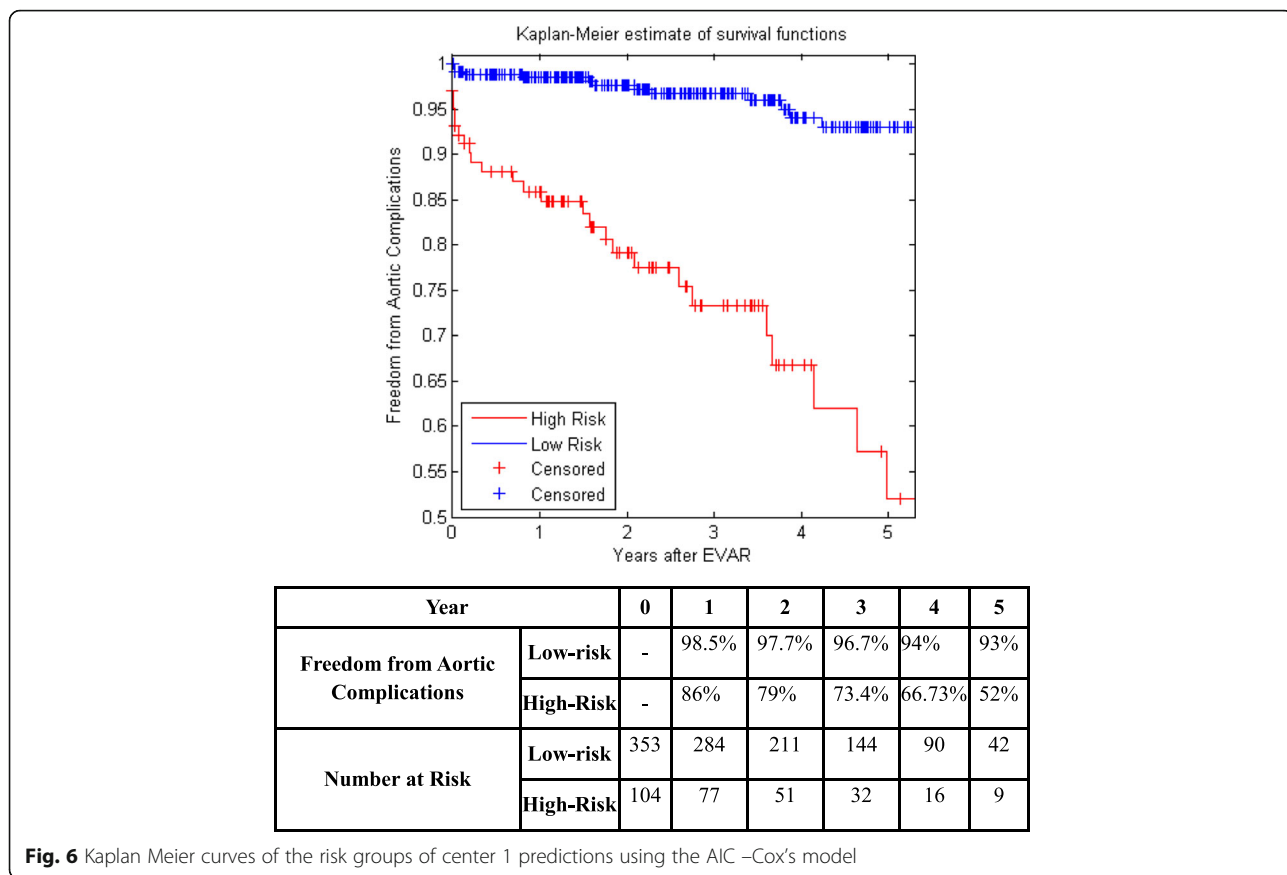 Kaplan-Meier estimate of survival functions
1
0.95
0.9
0.85
0.8
0.75
0.7
0.65
0.6
0.55
0.5
Freedom from Aortic Complications
High Risk
Low Risk
Censored
Censored
0 1 2 3 4 5
Years after EVAR
Year 0 1 2 3 4 5
Freedom from Aortic Complications
Low-risk - 98.5% 97.7% 96.7% 94% 93%
High-Risk - 86% 79% 73.4% 66.73% 52%
Number at Risk
Low-risk 353 284 211 144 90 42
High-Risk 104 77 51 32 16 9
Fig. 6 Kaplan Meier curves of the risk groups of center 1 predictions using the AIC –Cox's model